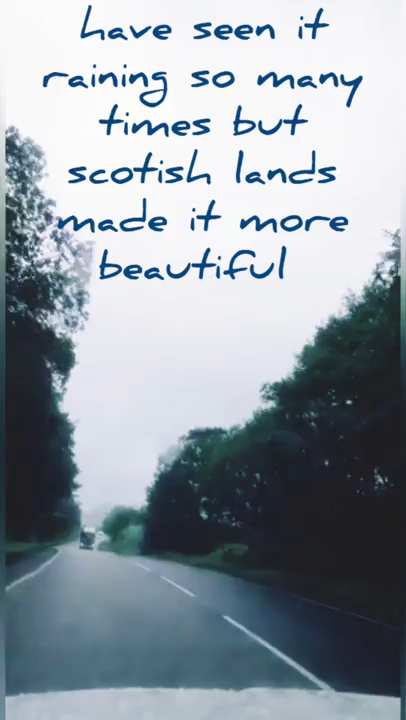 have seen it
raining so many
times but
scotish lands
made it more
beautiful